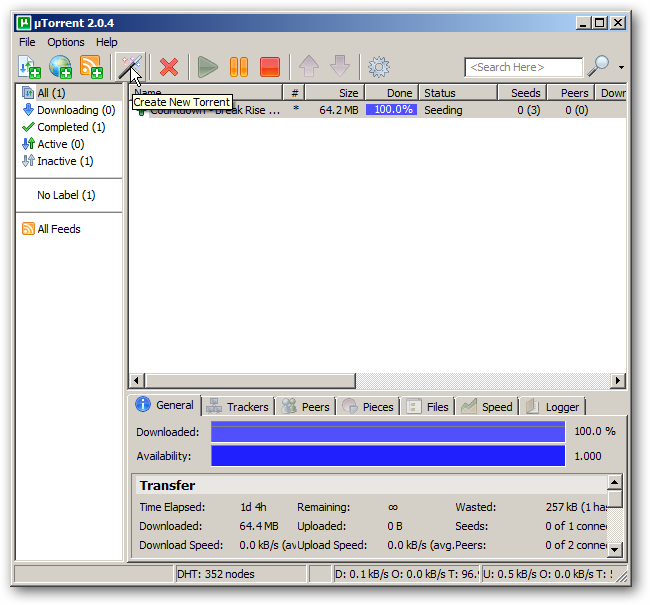 µTorrent 2.0.4
File Options Help
<Search Here>
All (1)
Downloading (0)
Completed (1)
Active (0)
Inactive (1)
No Label (1)
All Feeds
Name # Size Done Status Seeds Peers Down
Create New Torrent
Countdown - Break Rise ... * 64.2 MB 100.0% Seeding 0 (3) 0 (0)
General Trackers Peers Pieces Files Speed Logger
Downloaded: 100.0 %
Availability: 1.000
Transfer
Time Elapsed: 1d 4h Remaining: ∞ Wasted: 257 kB (1 has
Downloaded: 64.4 MB Uploaded: 0 B Seeds: 0 of 1 conne
Download Speed: 0.0 kB/s (av Upload Speed: 0.0 kB/s (avg. Peers: 0 of 2 conne
DHT: 352 nodes D: 0.1 kB/s O: 0.0 kB/s T: 96. U: 0.5 kB/s O: 0.0 kB/s T: